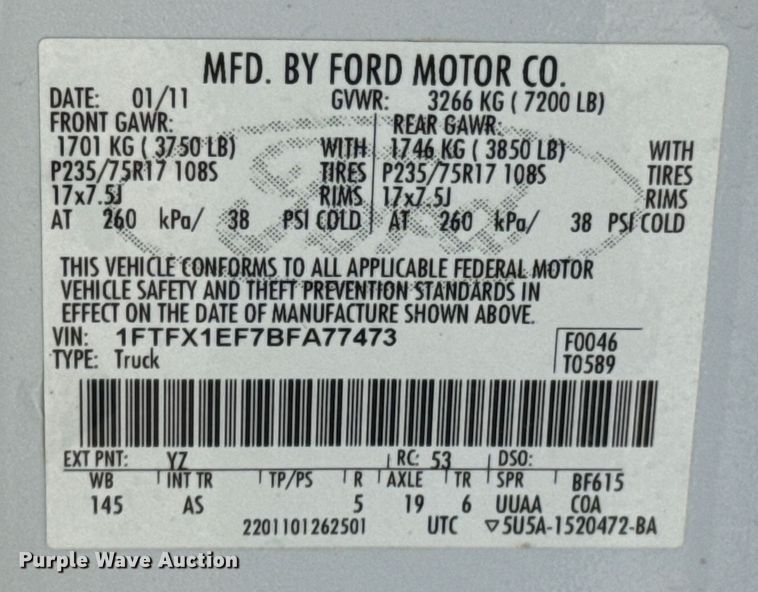 MFD. BY FORD MOTOR CO.
DATE: 01/11 GVWR: 3266 KG ( 7200 LB)
FRONT GAWR: REAR GAWR:
1701 KG ( 3750 LB) WITH 1746 KG ( 3850 LB) WITH
P235/75R17 108S TIRES P235/75R17 108S TIRES
17x7.5J RIMS 17x7.5J RIMS
AT 260 kPa/ 38 PSI COLD AT 260 kPa/ 38 PSI COLD
Ford
THIS VEHICLE CONFORMS TO ALL APPLICABLE FEDERAL MOTOR
VEHICLE SAFETY AND THEFT PREVENTION STANDARDS IN
EFFECT ON THE DATE OF MANUFACTURE SHOWN ABOVE.
VIN: 1FTFX1EF7BFA77473 F0046
TYPE: Truck T0589
EXT PNT: YZ RC: 53 DSO:
WB INT TR TP/PS R AXLE TR SPR BF615
145 AS 5 19 6 UUAA COA
2201101262501 UTC ▽5U5A-1520472-BA
Purple Wave Auction